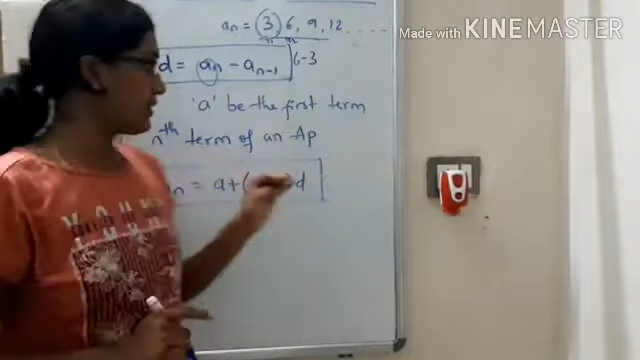 Made with KINEMASTER
an = 3, 6, 9, 12 .....
d = an - an-1 6-3
'a' be the first term
nth term of an Ap
n = a+( d